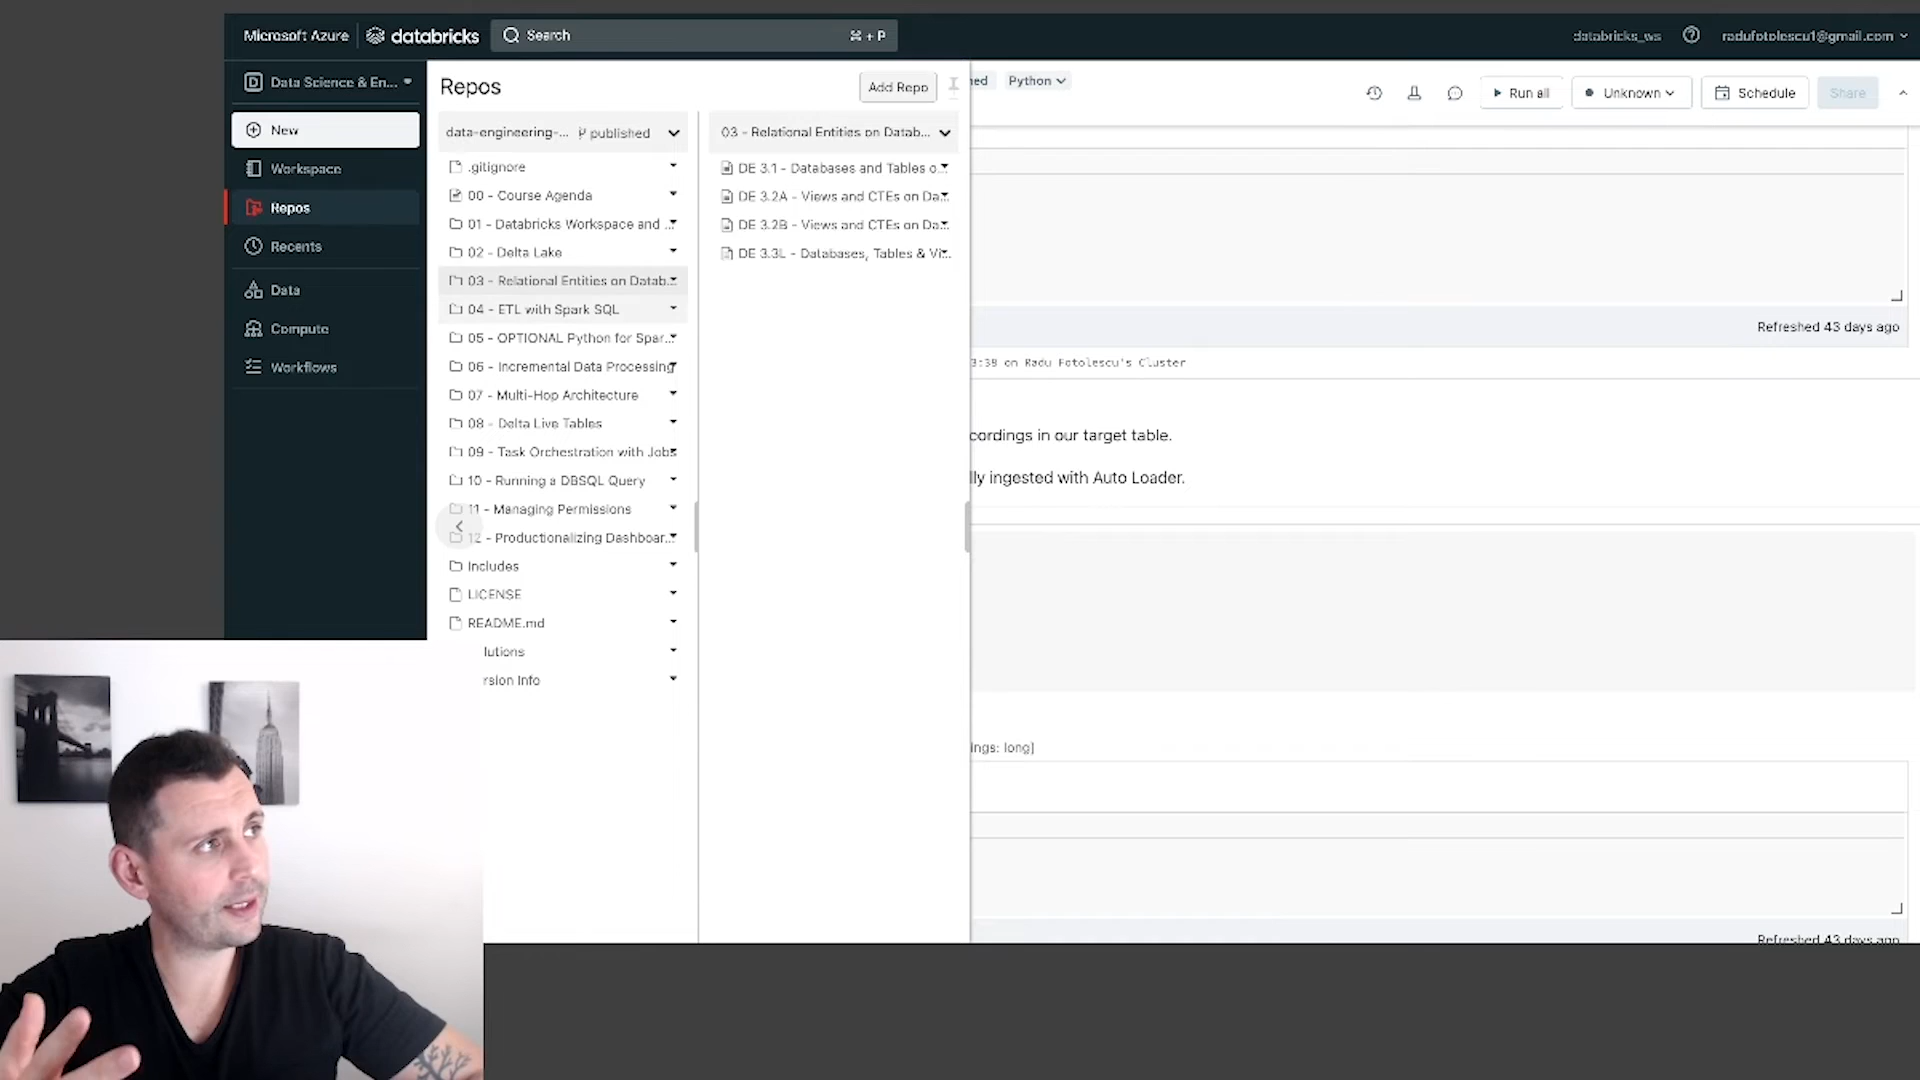 Microsoft Azure
databricks
Search
⌘ + P
databricks_ws
radufotolescu1@gmail.com
D
Data Science & En...
New
Workspace
Repos
Recents
Data
Compute
Workflows
Repos
Add Repo
data-engineering-...
published
.gitignore
00 - Course Agenda
01 - Databricks Workspace and ...
02 - Delta Lake
03 - Relational Entities on Datab...
04 - ETL with Spark SQL
05 - OPTIONAL Python for Spar...
06 - Incremental Data Processing
07 - Multi-Hop Architecture
08 - Delta Live Tables
09 - Task Orchestration with Jobs
10 - Running a DBSQL Query
11 - Managing Permissions
12 - Productionalizing Dashboar...
Includes
LICENSE
README.md
lutions
rsion Info
03 - Relational Entities on Datab...
DE 3.1 - Databases and Tables o...
DE 3.2A - Views and CTEs on Da...
DE 3.2B - Views and CTEs on Da...
DE 3.3L - Databases, Tables & Vi...
ned
Python
Run all
Unknown
Schedule
Share
Refreshed 43 days ago
3:38 on Radu Fotolescu's Cluster
cordings in our target table.
lly ingested with Auto Loader.
ings: long]
Refreshed 43 days ago